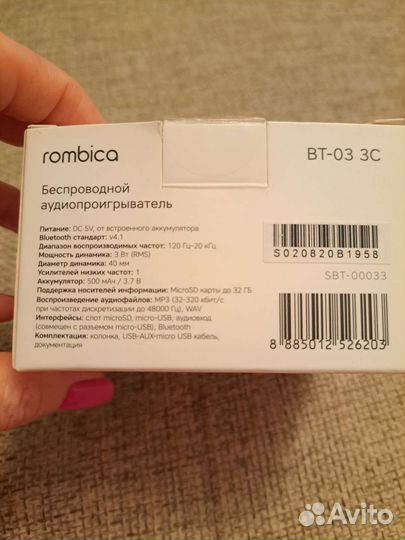 rombica
BT-03 3C
Беспроводной
аудиопроигрыватель
Питание: DC 5V, от встроенного аккумулятора
Bluetooth стандарт: v4.1
Диапазон воспроизводимых частот: 120 Гц-20 кГц
Мощность динамика: 3 Вт (RMS)
Диаметр динамика: 40 мм
Усилителей низких частот: 1
Аккумулятор: 500 мАч / 3.7 В
Поддержка носителей информации: MicroSD карты до 32 ГБ
Воспроизведение аудиофайлов: MP3 (32-320 кбит/с
при частотах дискретизации до 48000 Гц), WAV
Интерфейсы: слот microSD, micro-USB, аудиовход
(совмещен с разъемом micro-USB), Bluetooth
Комплектация: колонка, USB-AUX-micro USB кабель,
документация
S020820B1958
SBT-00033
8 885012 526203
Avito